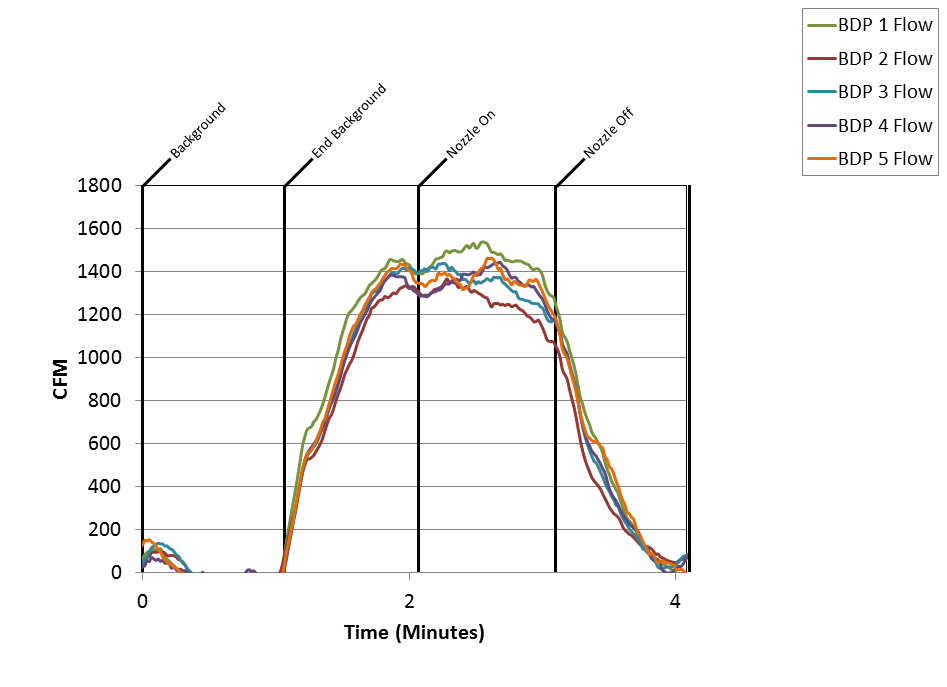 BDP 1 Flow
BDP 2 Flow
BDP 3 Flow
BDP 4 Flow
BDP 5 Flow
Background
End Background
Nozzle On
Nozzle Off
1800
1600
1400
1200
1000
800
600
400
200
0
CFM
0 2 4
Time (Minutes)